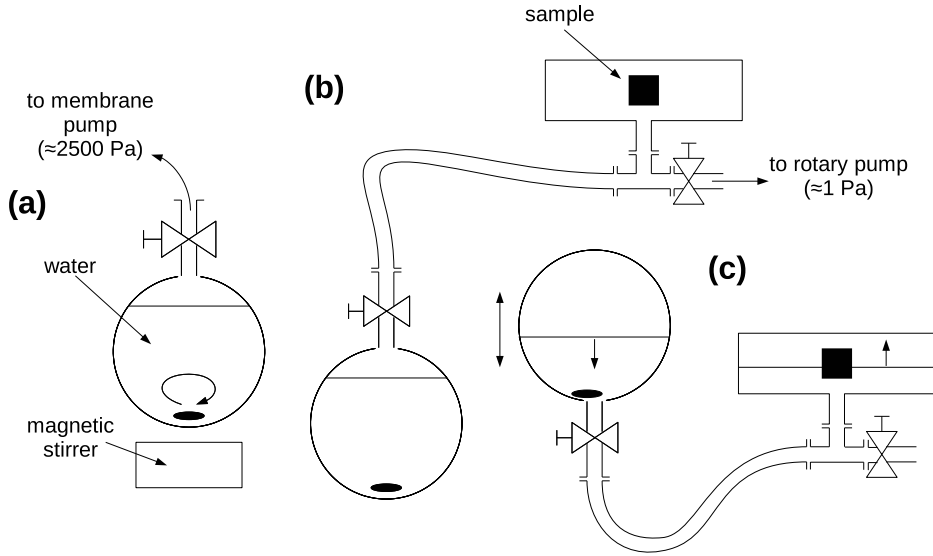 (a)
to membrane
pump
(≈2500 Pa)
water
magnetic
stirrer
(b)
sample
to rotary pump
(≈1 Pa)
(c)